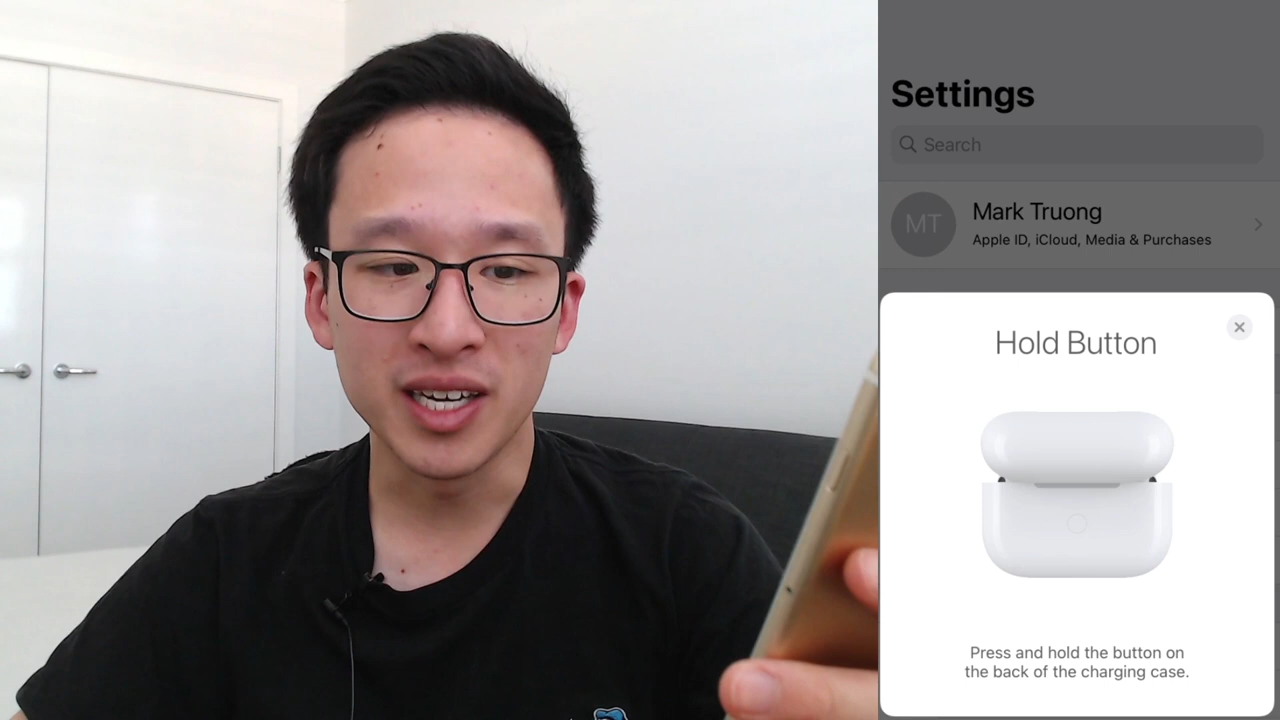 Settings
Search
MT
Mark Truong
Apple ID, iCloud, Media & Purchases
Hold Button
Press and hold the button on
the back of the charging case.